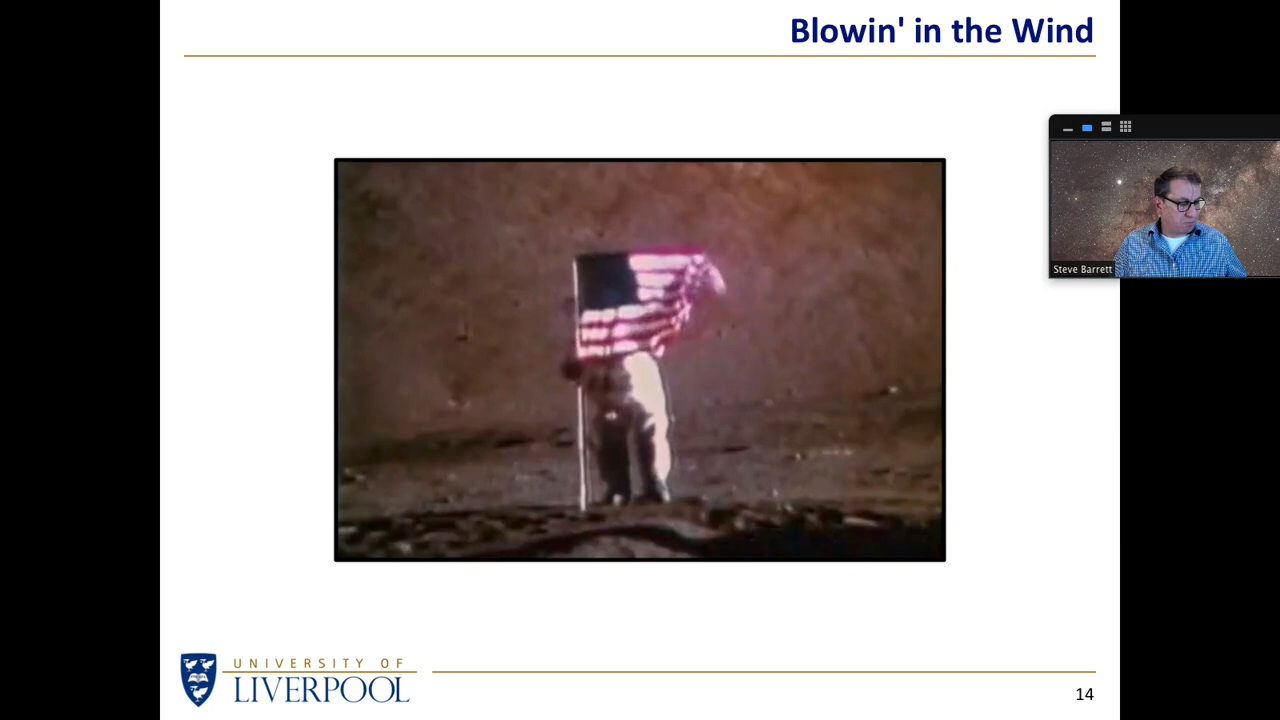 Blowin' in the Wind
Steve Barrett
UNIVERSITY OF
LIVERPOOL
14